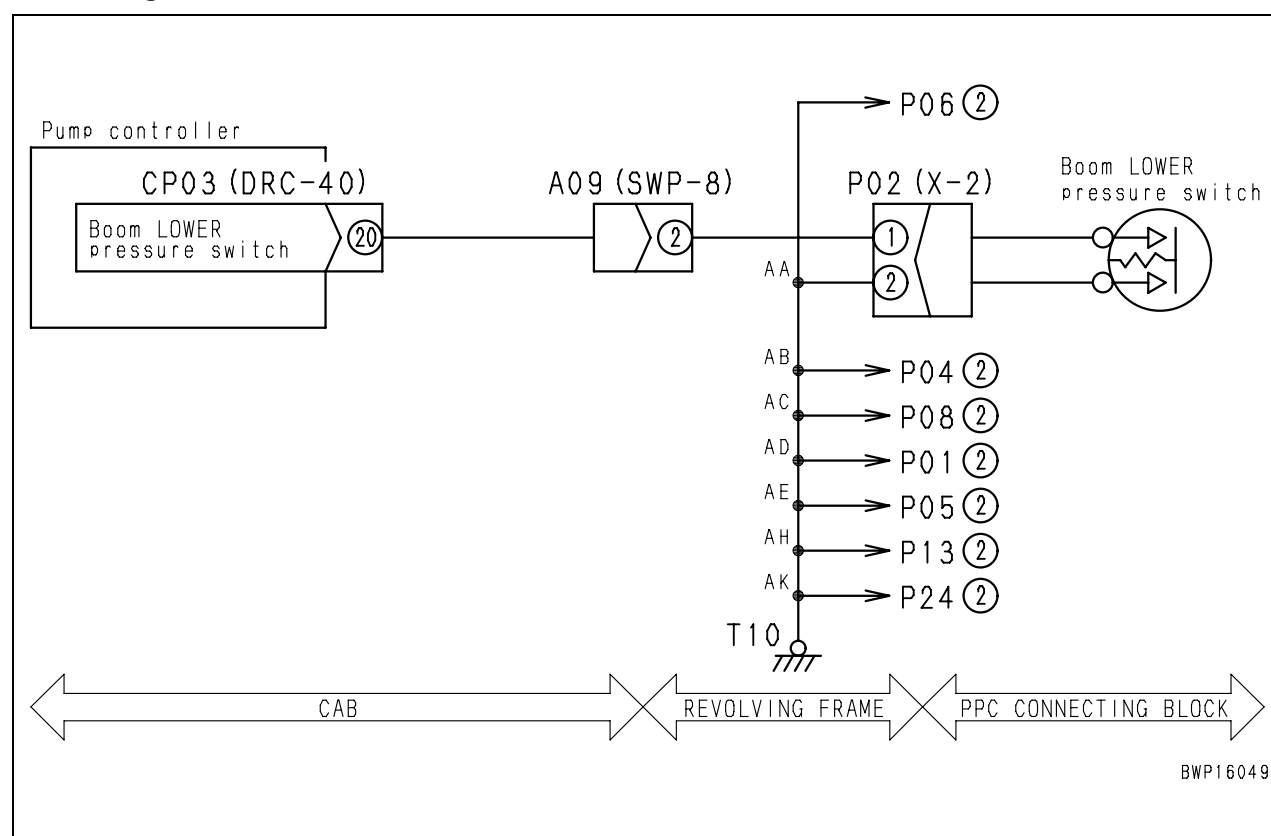 P06 ②
Pump controller
CP03 (DRC-40)
A09 (SWP-8)
P02 (X-2)
Boom LOWER
pressure switch
Boom LOWER
pressure switch
⑳
②
①
AA
②
AB
P04 ②
AC
P08 ②
AD
P01 ②
AE
P05 ②
AH
P13 ②
AK
P24 ②
T10
CAB
REVOLVING FRAME
PPC CONNECTING BLOCK
BWP16049